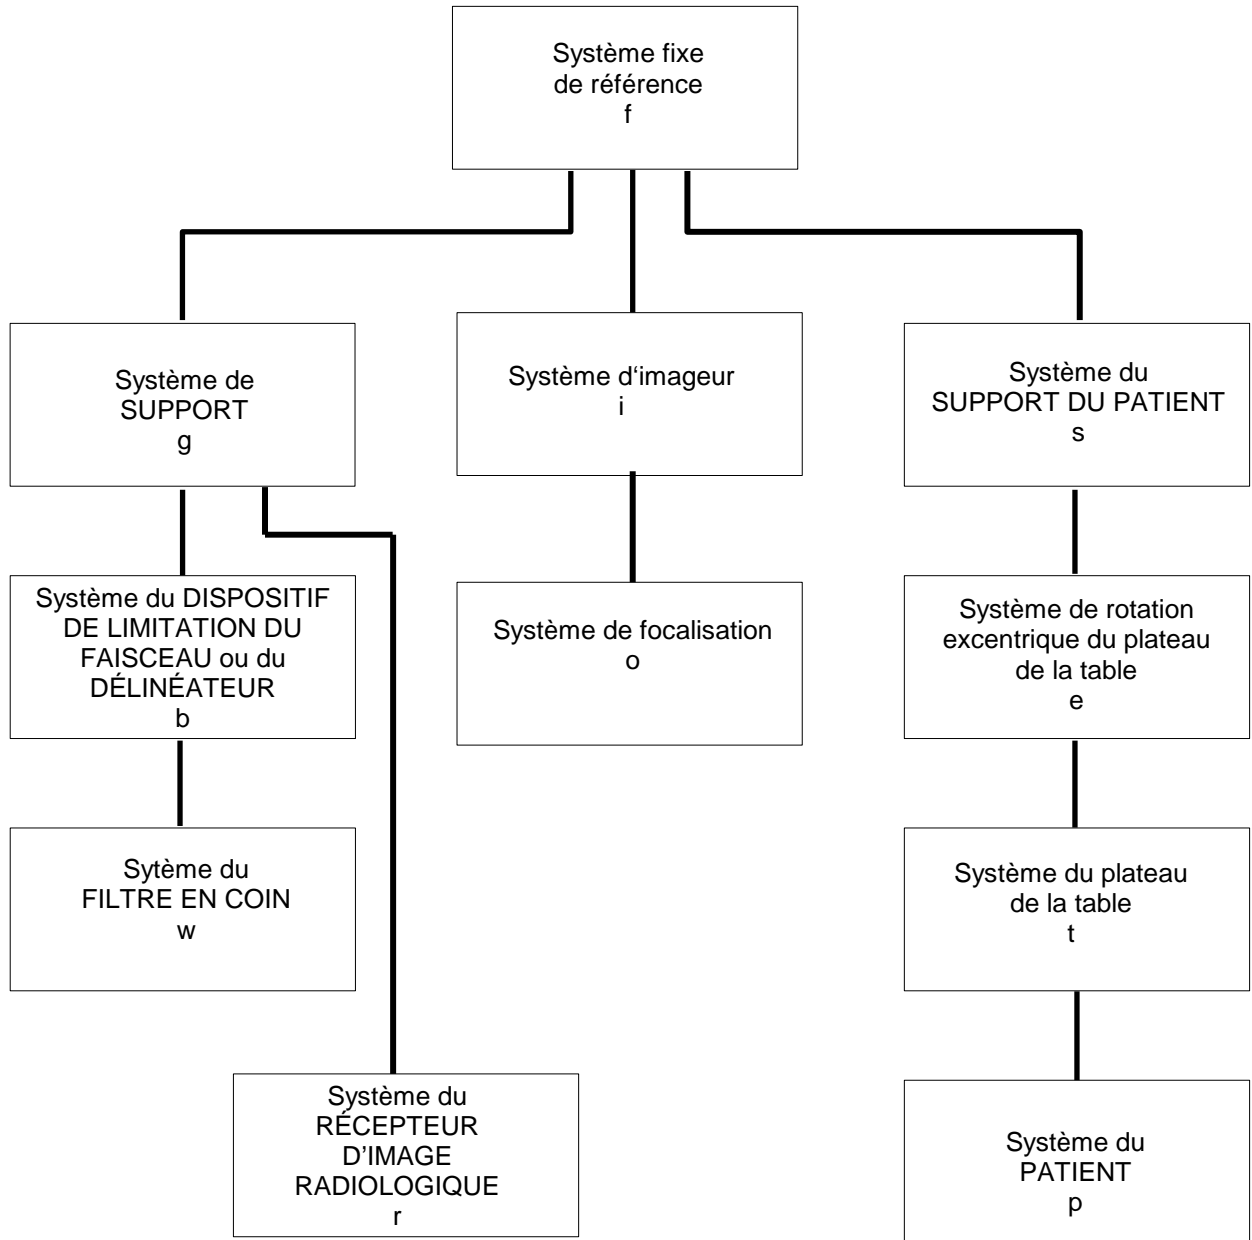 Système fixe
de référence
f
Système de
SUPPORT
g
Système d‘imageur
i
Système du
SUPPORT DU PATIENT
s
Système du DISPOSITIF
DE LIMITATION DU
FAISCEAU ou du
DÉLINÉATEUR
b
Système de focalisation
o
Système de rotation
excentrique du plateau
de la table
e
Sytème du
FILTRE EN COIN
w
Système du plateau
de la table
t
Système du
RÉCEPTEUR
D’IMAGE
RADIOLOGIQUE
r
Système du
PATIENT
p